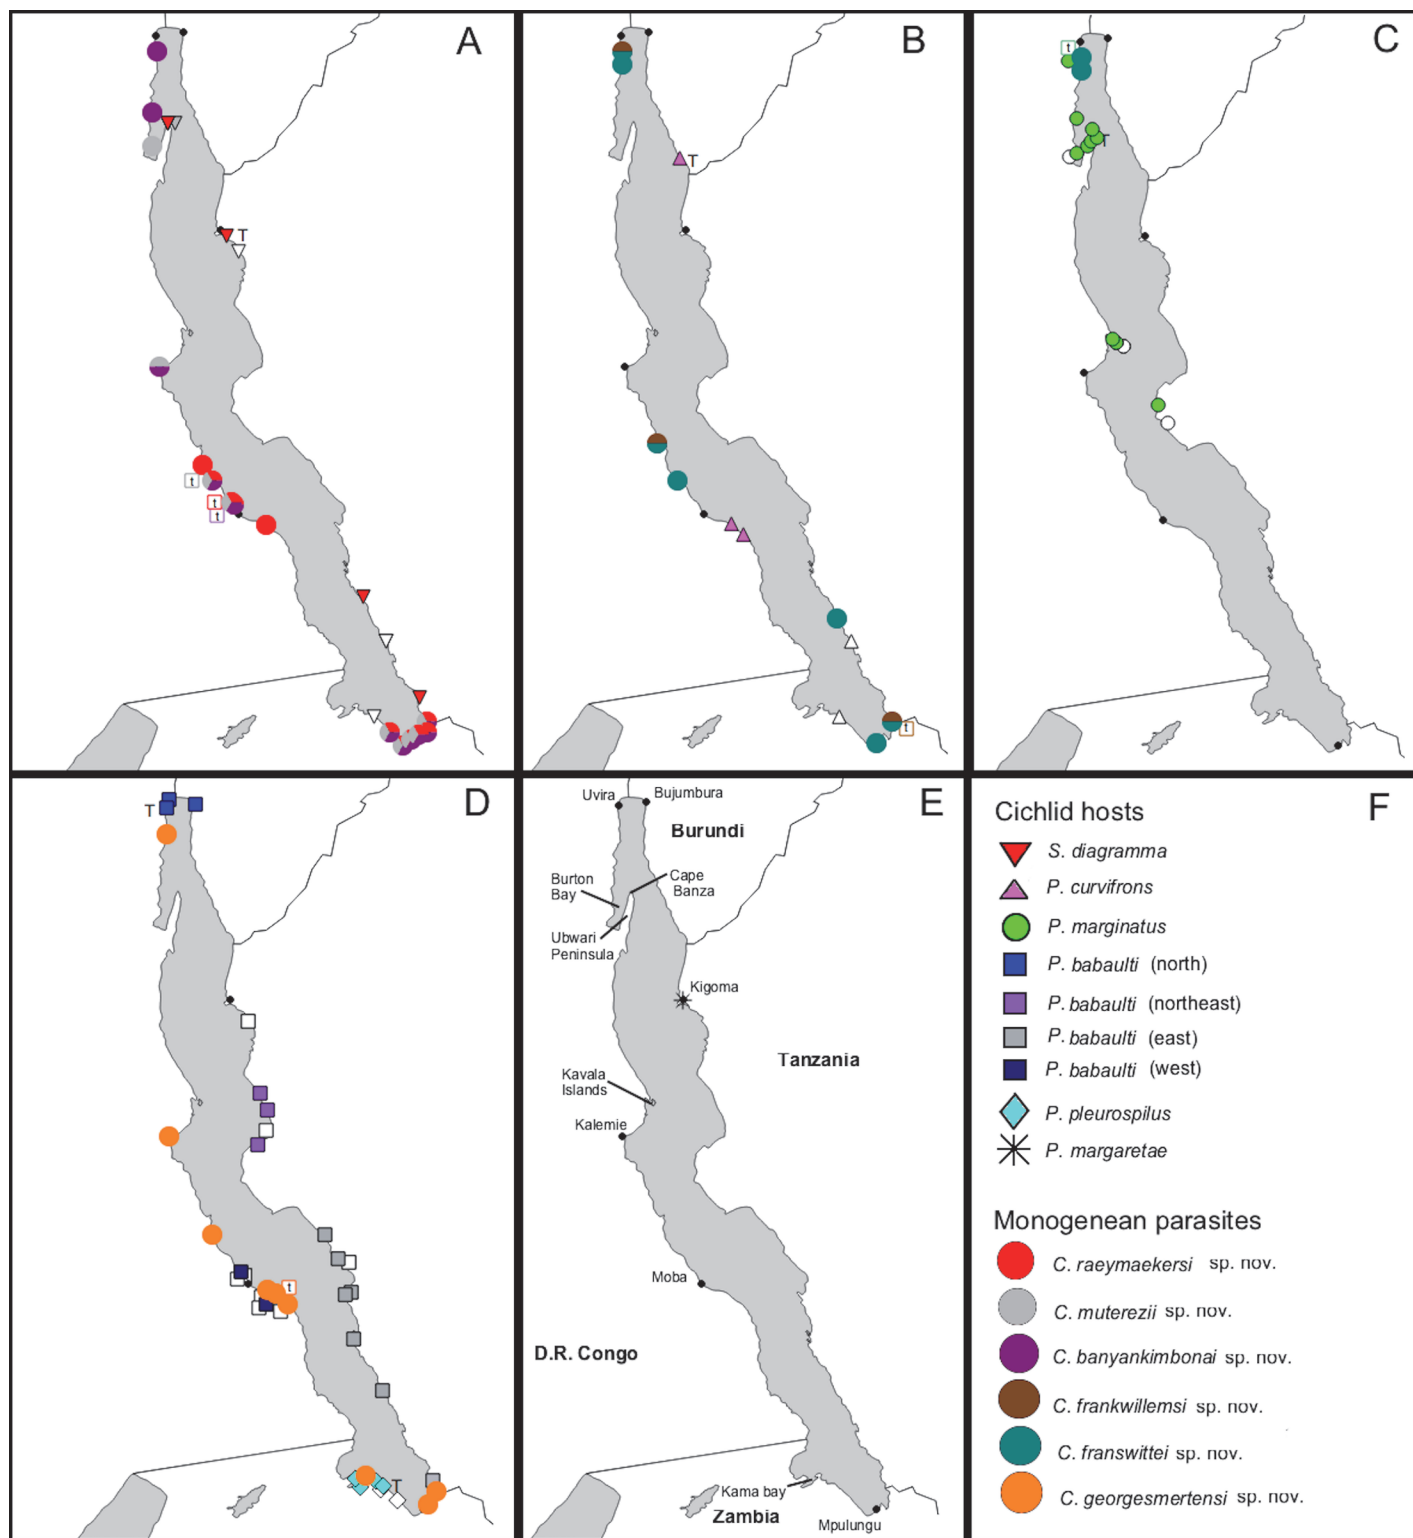 A
T
t
t
t
B
T
t
C
t
T
D
T
t
T
E
Uvira
Bujumbura
Burundi
Burton
Bay
Cape
Banza
Ubwari
Peninsula
Kigoma
Tanzania
Kavala
Islands
Kalemie
Moba
D.R. Congo
Kama bay
Zambia
Mpulungu
F
Cichlid hosts
S. diagramma
P. curvifrons
P. marginatus
P. babaulti (north)
P. babaulti (northeast)
P. babaulti (east)
P. babaulti (west)
P. pleurospilus
P. margaretae
Monogenean parasites
C. raeymaekersi sp. nov.
C. muterezii sp. nov.
C. banyankimbonai sp. nov.
C. frankwillemsi sp. nov.
C. franswittei sp. nov.
C. georgesmertensi sp. nov.